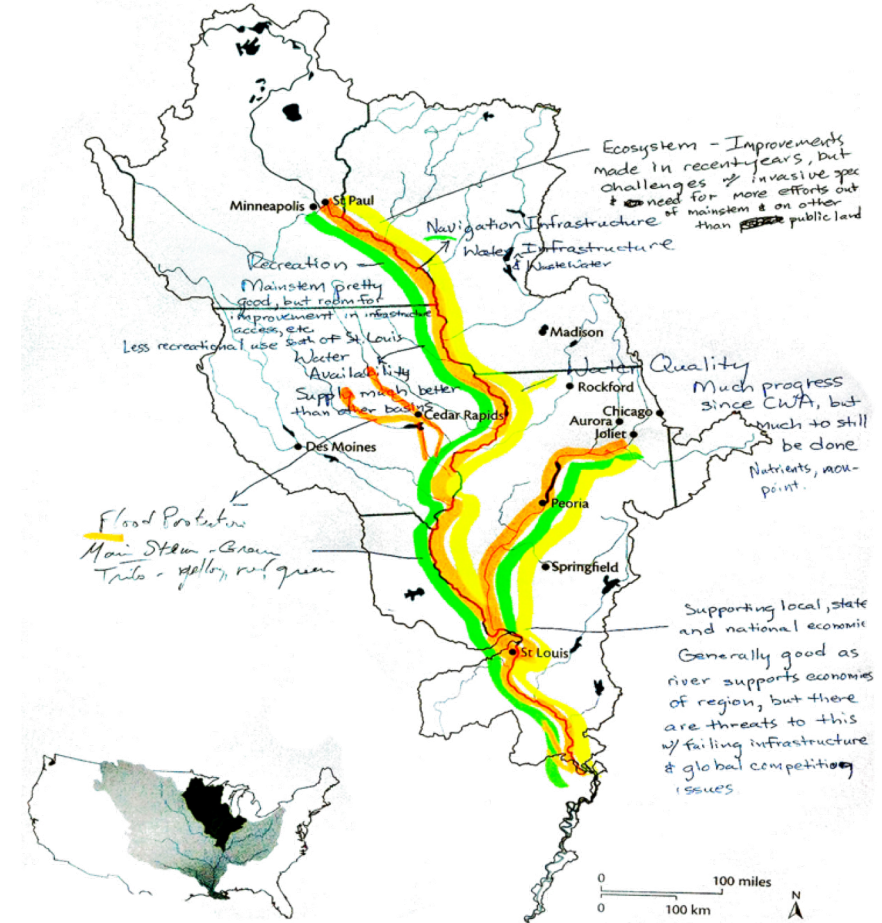 Ecosystem - Improvements
made in recent years, but
challenges w/ invasive spec
& need for more efforts out
of mainstem & on other
than public land
Minneapolis
St Paul
Navigation Infrastructure
Water Infrastructure
& Wastewater
Recreation
Mainstem pretty
good, but room for
improvement in infrastructure
access, etc.
Less recreational use South of St. Louis
Water
Availability
Supply much better
than other basins
Madison
Water Quality
Much progress
since CWA, but
much to still
be done
Nutrients, non-
point.
Rockford
Chicago
Aurora
Joliet
Cedar Rapids
Des Moines
Peoria
Flood Protection
Main Stem - Green
Tribs - yellow, red, green
Springfield
St Louis
Supporting local, state
and national economic
Generally good as
river supports economies
of region, but there
are threats to this
w/ failing infrastructure
& global competition
issues
0 100 miles
0 100 km
N